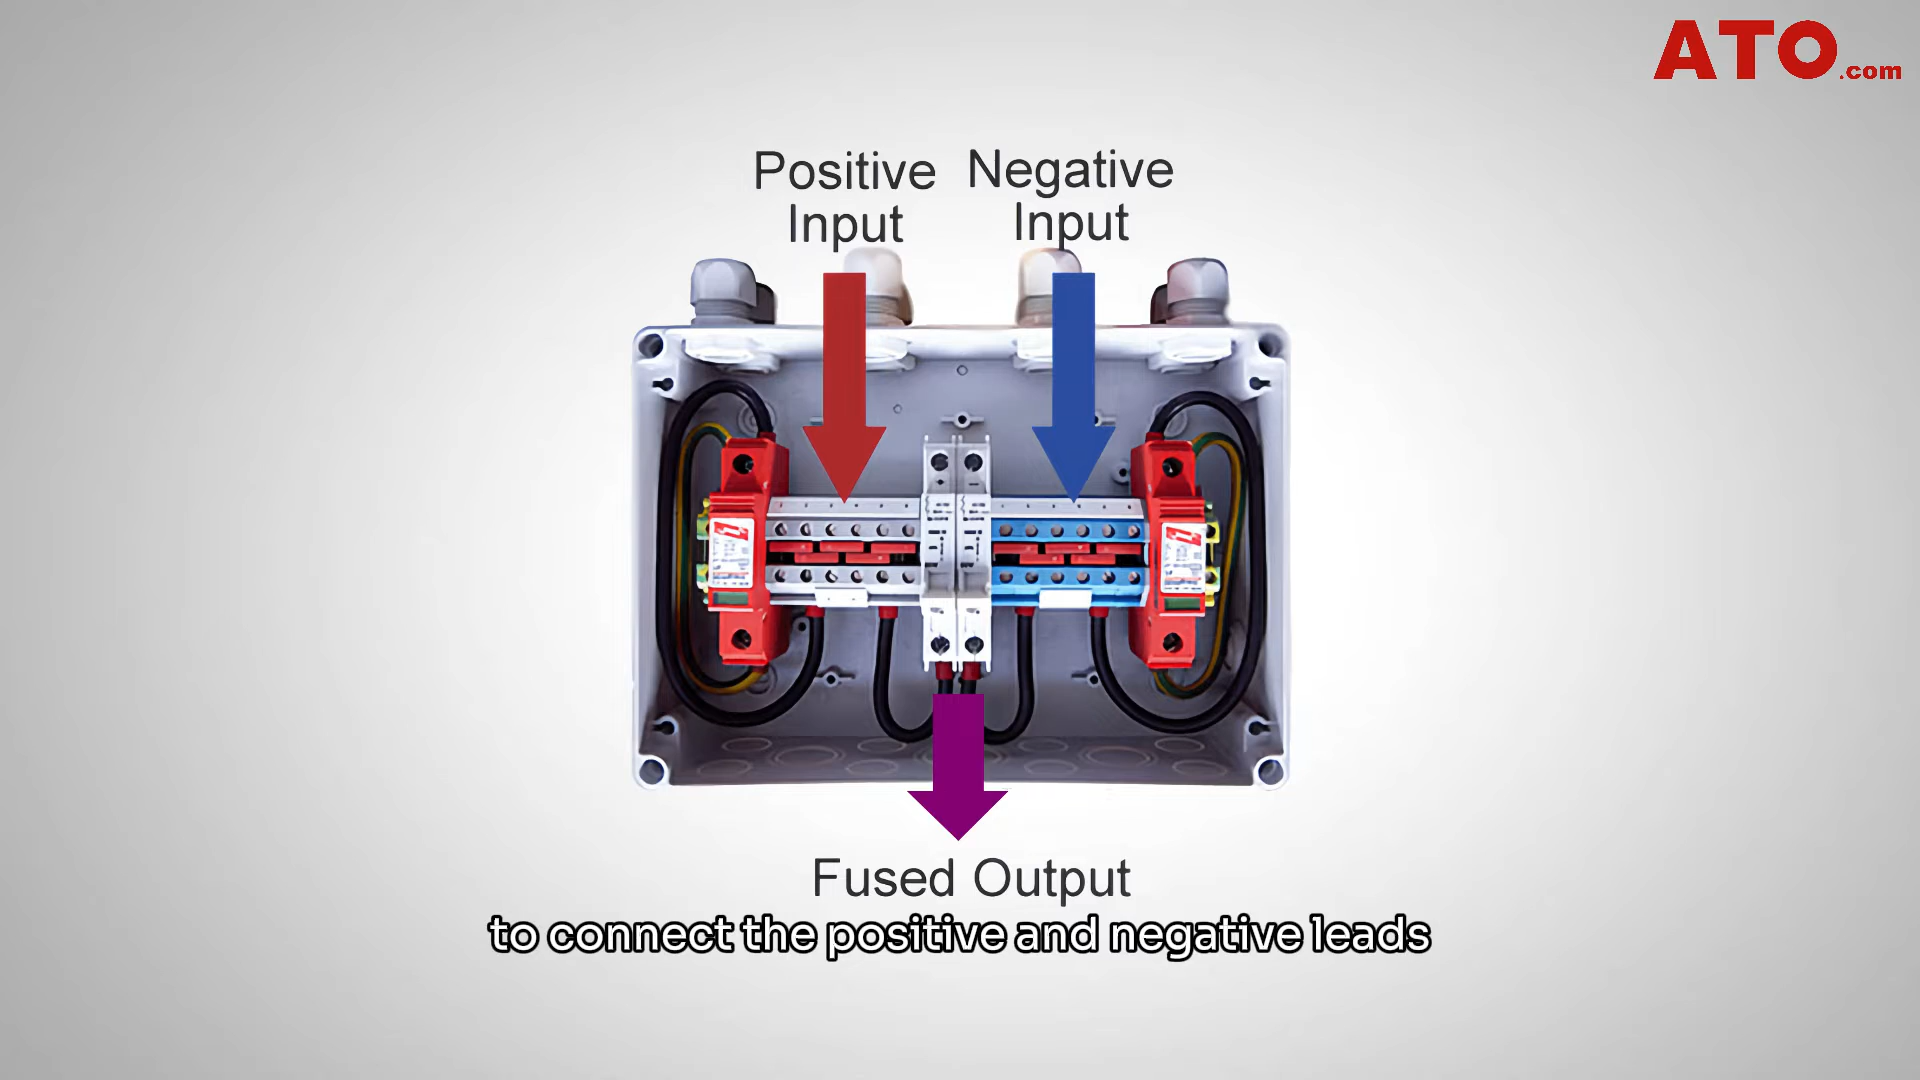 ATO.com
Positive Negative
Input Input
Fused Output
to connect the positive and negative leads